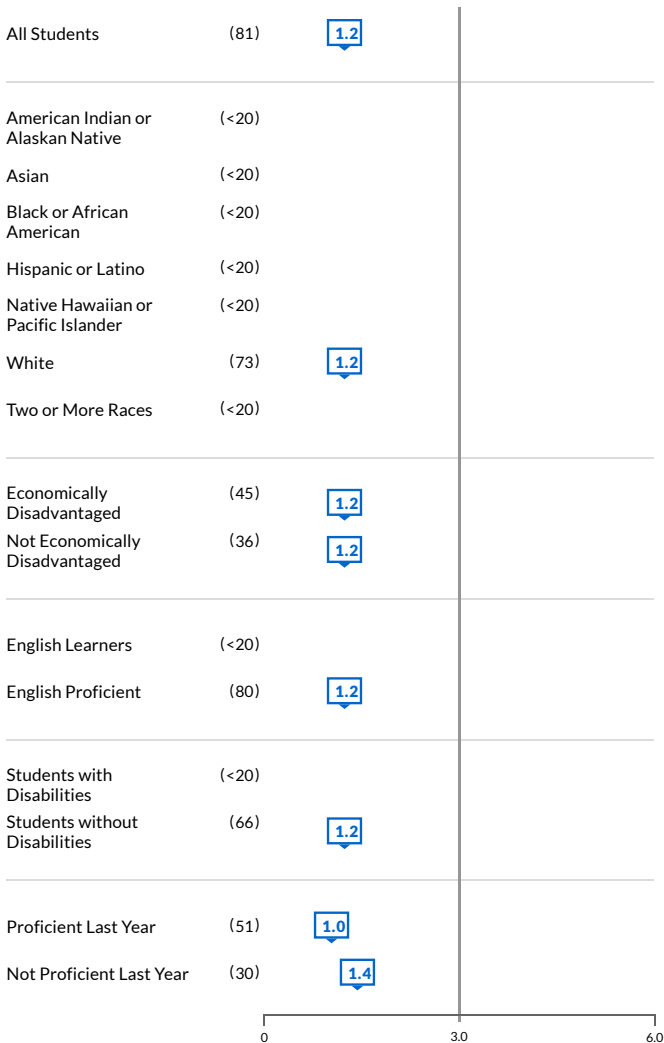 All Students (81) 1.2
American Indian or (<20)
Alaskan Native
Asian (<20)
Black or African (<20)
American
Hispanic or Latino (<20)
Native Hawaiian or (<20)
Pacific Islander
White (73) 1.2
Two or More Races (<20)
Economically (45) 1.2
Disadvantaged
Not Economically (36) 1.2
Disadvantaged
English Learners (<20)
English Proficient (80) 1.2
Students with (<20)
Disabilities
Students without (66) 1.2
Disabilities
Proficient Last Year (51) 1.0
Not Proficient Last Year (30) 1.4
0 3.0 6.0